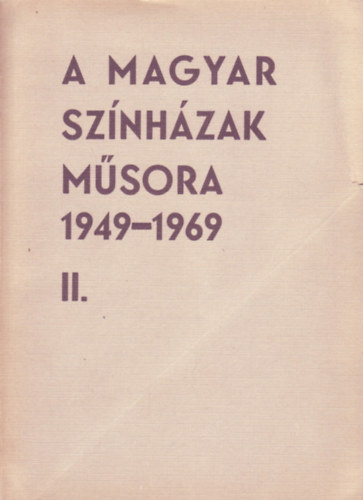 A MAGYAR
SZÍNHÁZAK
MŰSORA
1949–1969
II.